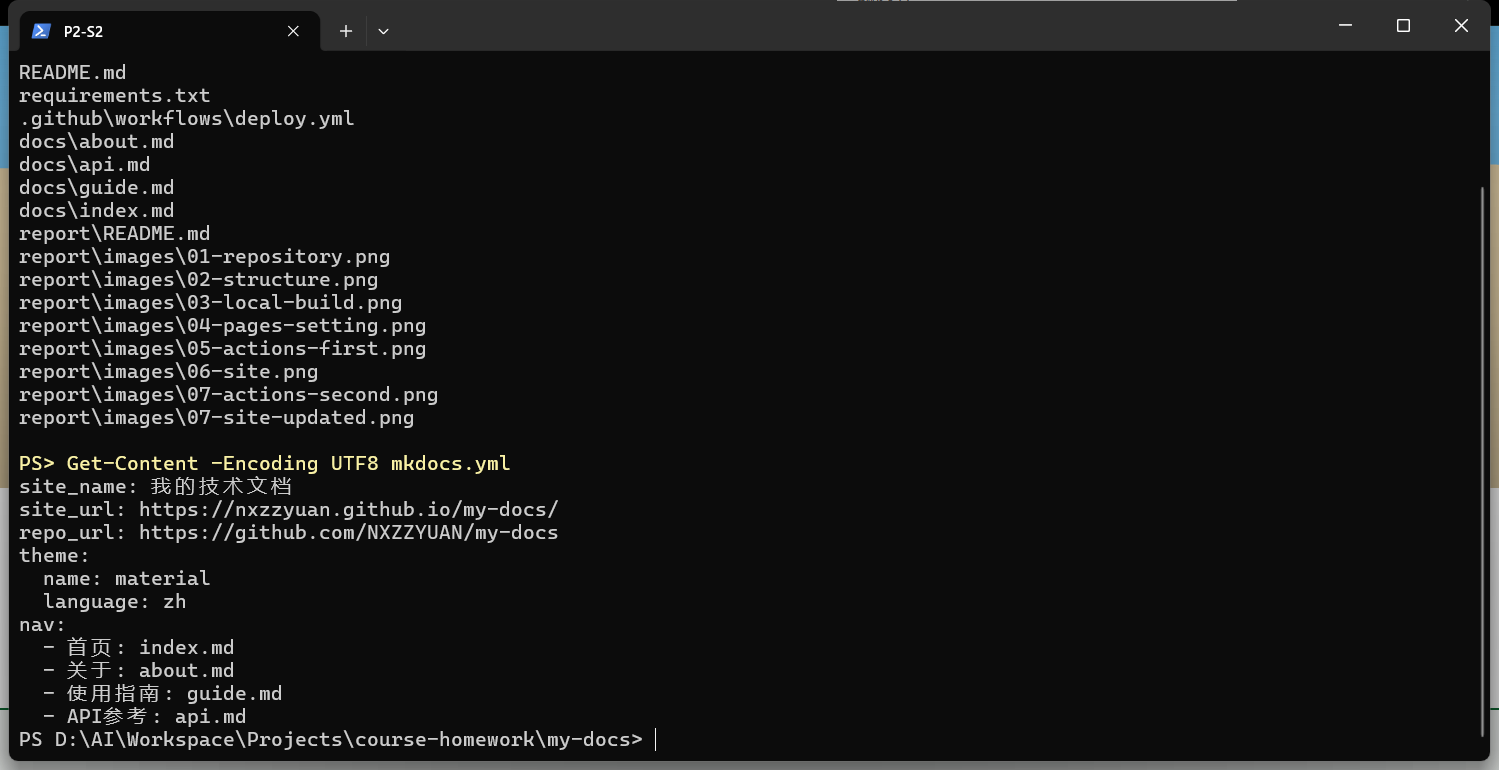 P2-S2
README.md
requirements.txt
.github\workflows\deploy.yml
docs\about.md
docs\api.md
docs\guide.md
docs\index.md
report\README.md
report\images\01-repository.png
report\images\02-structure.png
report\images\03-local-build.png
report\images\04-pages-setting.png
report\images\05-actions-first.png
report\images\06-site.png
report\images\07-actions-second.png
report\images\07-site-updated.png
PS> Get-Content -Encoding UTF8 mkdocs.yml
site_name: 我的技术文档
site_url: https://nxzzyuan.github.io/my-docs/
repo_url: https://github.com/NXZZYUAN/my-docs
theme:
  name: material
  language: zh
nav:
  - 首页: index.md
  - 关于: about.md
  - 使用指南: guide.md
  - API参考: api.md
PS D:\AI\Workspace\Projects\course-homework\my-docs>